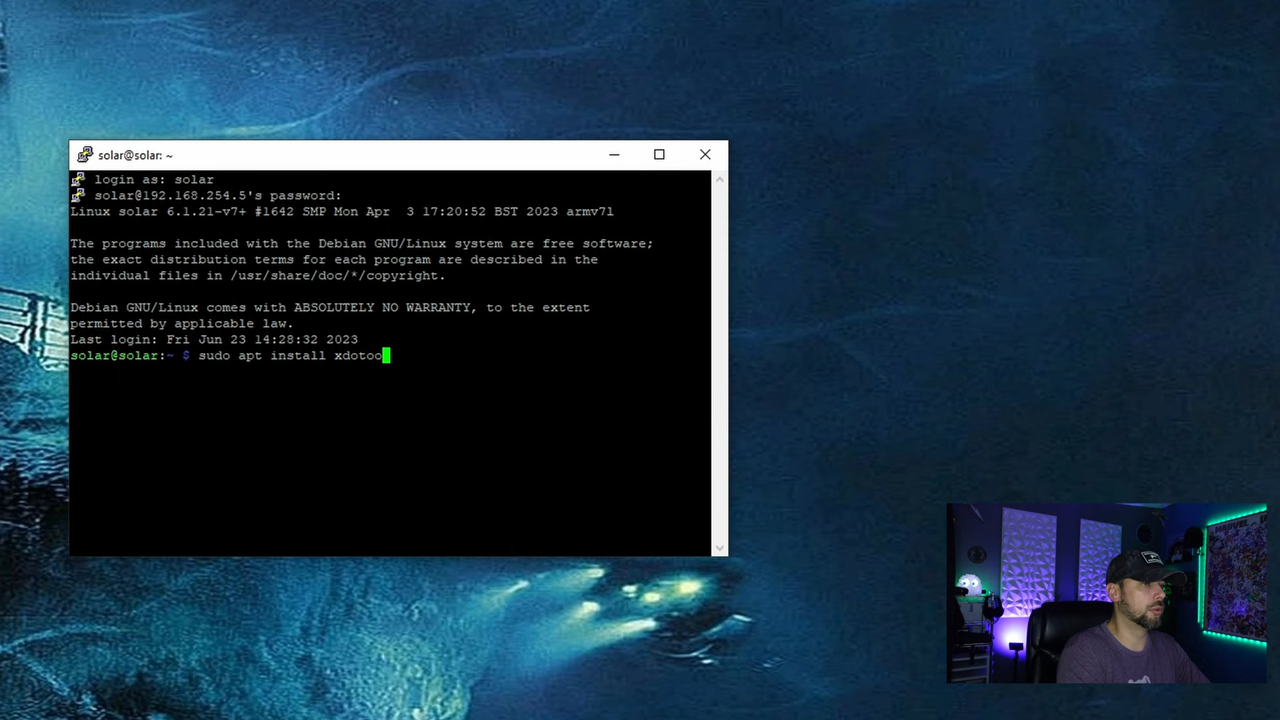 solar@solar: ~
login as: solar
solar@192.168.254.5's password:
Linux solar 6.1.21-v7+ #1642 SMP Mon Apr  3 17:20:52 BST 2023 armv7l
The programs included with the Debian GNU/Linux system are free software;
the exact distribution terms for each program are described in the
individual files in /usr/share/doc/*/copyright.
Debian GNU/Linux comes with ABSOLUTELY NO WARRANTY, to the extent
permitted by applicable law.
Last login: Fri Jun 23 14:28:32 2023
solar@solar:~ $ sudo apt install xdotoo
MARVEL